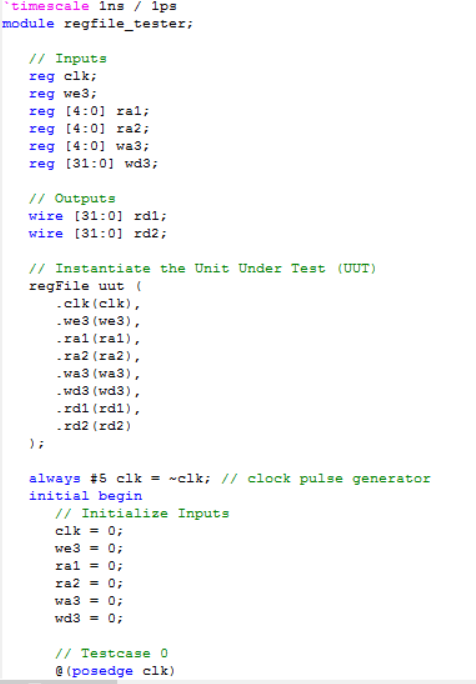 `timescale 1ns / 1ps
module regfile_tester;
// Inputs
reg clk;
reg we3;
reg [4:0] ra1;
reg [4:0] ra2;
reg [4:0] wa3;
reg [31:0] wd3;
// Outputs
wire [31:0] rd1;
wire [31:0] rd2;
// Instantiate the Unit Under Test (UUT)
regFile uut (
.clk(clk),
.we3(we3),
.ra1(ra1),
.ra2(ra2),
.wa3(wa3),
.wd3(wd3),
.rd1(rd1),
.rd2(rd2)
);
always #5 clk = ~clk; // clock pulse generator
initial begin
// Initialize Inputs
clk = 0;
we3 = 0;
ra1 = 0;
ra2 = 0;
wa3 = 0;
wd3 = 0;
// Testcase 0
@(posedge clk)